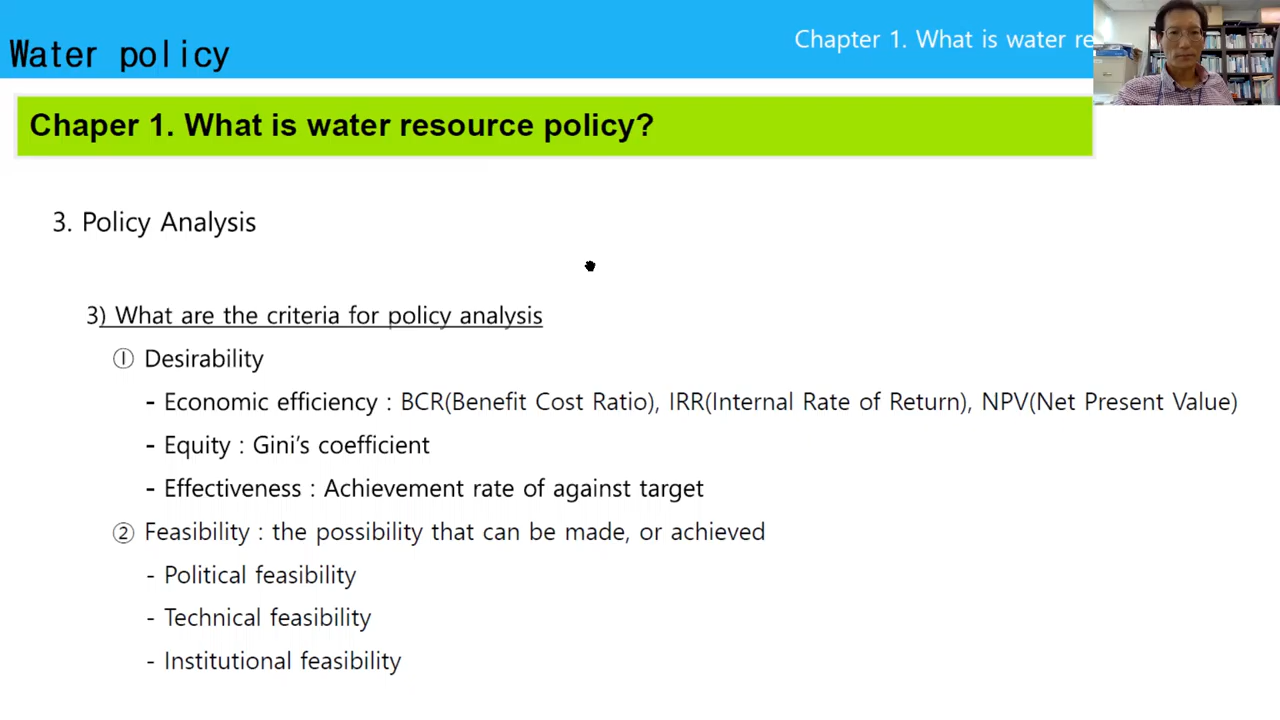 Water policy
Chapter 1. What is water re
Chaper 1. What is water resource policy?
3. Policy Analysis
3) What are the criteria for policy analysis
① Desirability
- Economic efficiency : BCR(Benefit Cost Ratio), IRR(Internal Rate of Return), NPV(Net Present Value)
- Equity : Gini’s coefficient
- Effectiveness : Achievement rate of against target
② Feasibility : the possibility that can be made, or achieved
- Political feasibility
- Technical feasibility
- Institutional feasibility